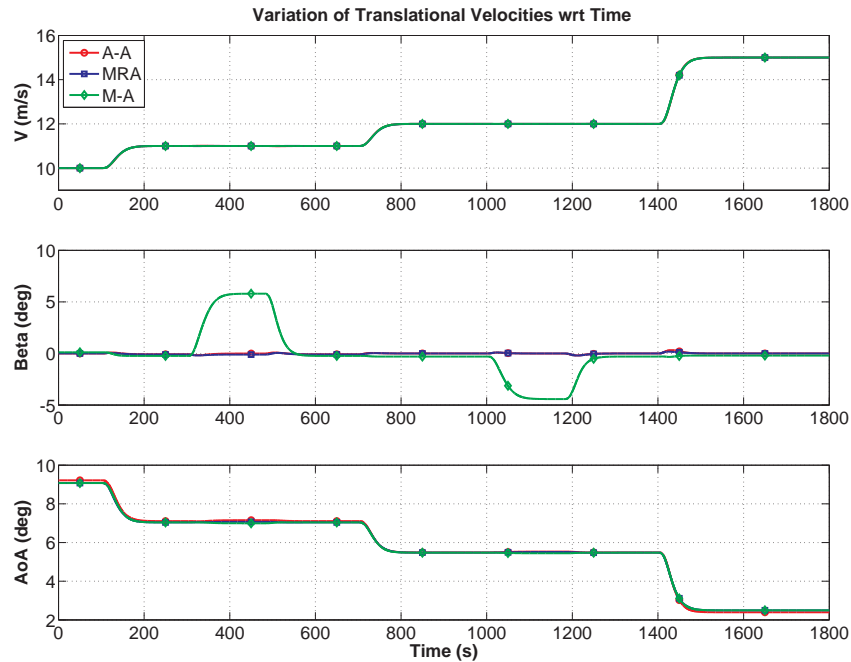 Variation of Translational Velocities wrt Time
V (m/s)
16
14
12
10
A-A
MRA
M-A
0 200 400 600 800 1000 1200 1400 1600 1800
Beta (deg)
10
5
0
-5
0 200 400 600 800 1000 1200 1400 1600 1800
AoA (deg)
10
8
6
4
2
0 200 400 600 800 1000 1200 1400 1600 1800
Time (s)